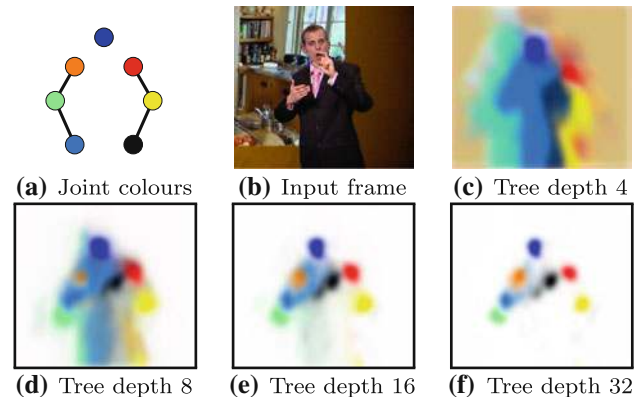 (a) Joint colours
(b) Input frame
(c) Tree depth 4
(d) Tree depth 8
(e) Tree depth 16
(f) Tree depth 32